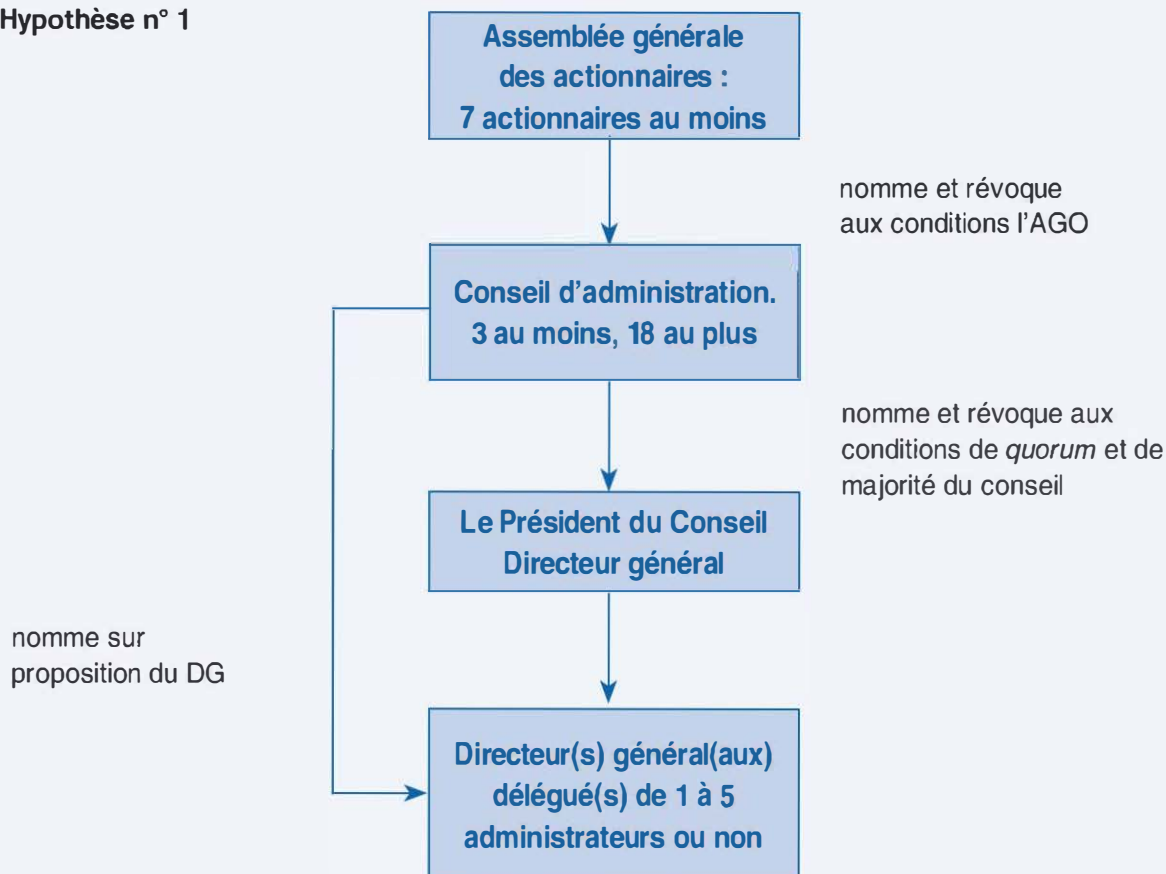 Hypothèse n° 1
Assemblée générale
des actionnaires :
7 actionnaires au moins
nomme et révoque
aux conditions l'AGO
Conseil d'administration.
3 au moins, 18 au plus
nomme et révoque aux
conditions de quorum et de
majorité du conseil
Le Président du Conseil
Directeur général
nomme sur
proposition du DG
Directeur(s) général(aux)
délégué(s) de 1 à 5
administrateurs ou non